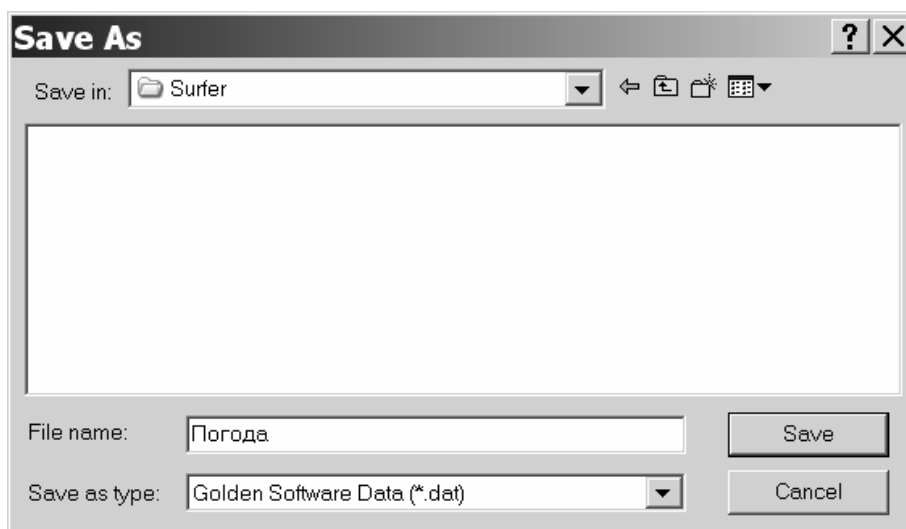 Save As
Save in: Surfer
File name: Погода Save
Save as type: Golden Software Data (*.dat) Cancel